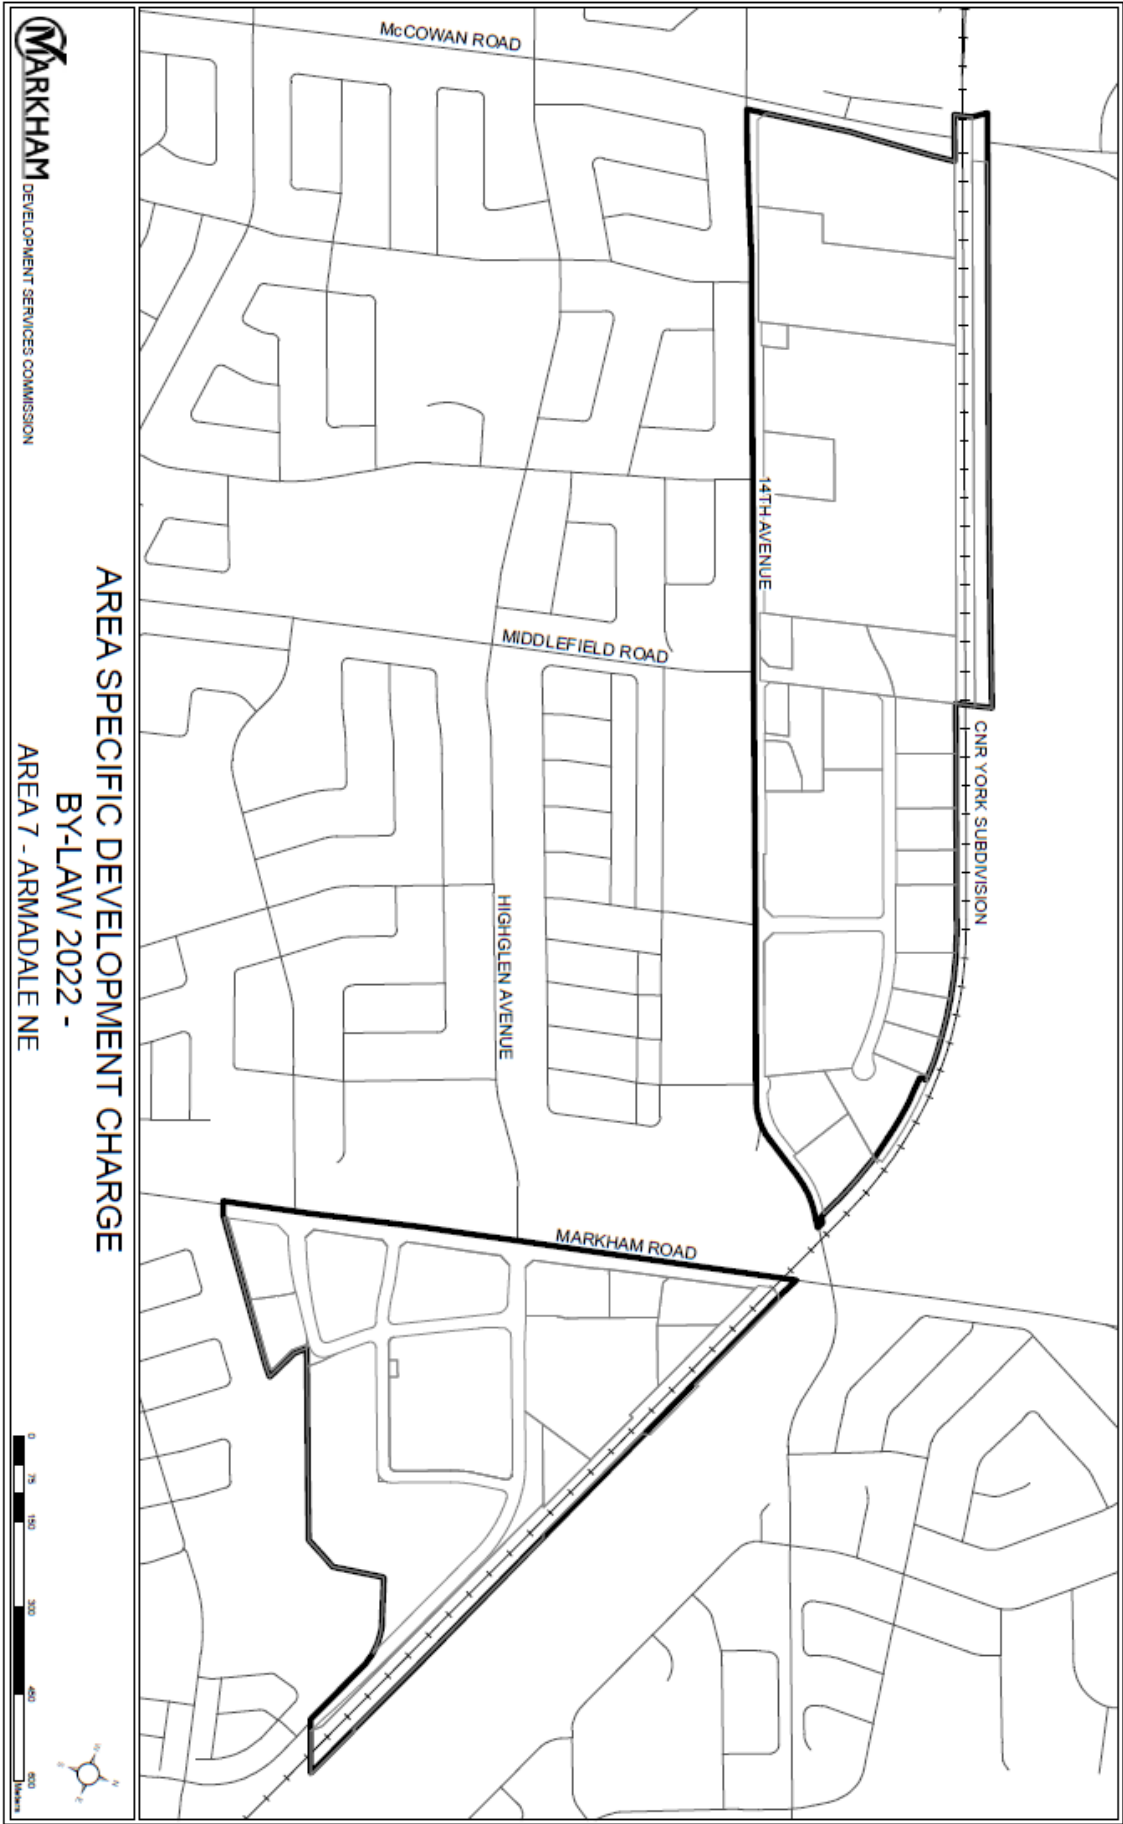 McCOWAN ROAD
CNR YORK SUBDIVISION
14TH AVENUE
MIDDLEFIELD ROAD
HIGHGLEN AVENUE
MARKHAM ROAD
MARKHAM DEVELOPMENT SERVICES COMMISSION
AREA SPECIFIC DEVELOPMENT CHARGE
BY-LAW 2022 -
AREA 7 - ARMADALE NE
0 75 150 300 450 600
Meters
N
E
S
W